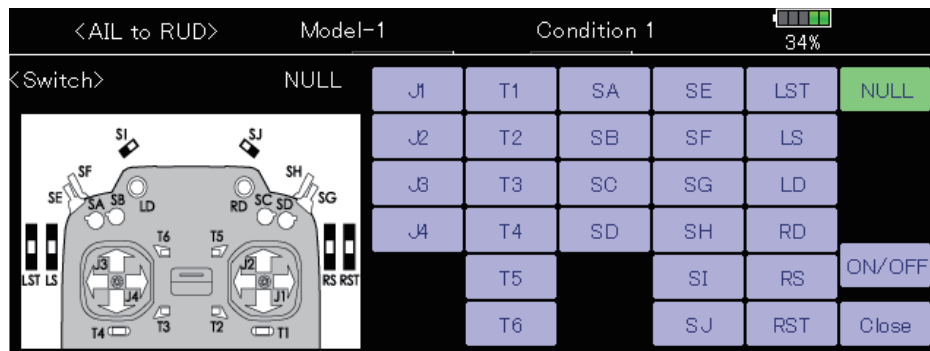 <AIL to RUD> Model-1 Condition 1 34%
<Switch> NULL
J1 T1 SA SE LST NULL
J2 T2 SB SF LS
J3 T3 SC SG LD
J4 T4 SD SH RD
T5 SI RS ON/OFF
T6 SJ RST Close
SI SJ
SF SH
SE SA SB LD RD SC SD SG
T6 T5
J3 J2
LST LS RS RST
J4 J1
T4 T3 T2 T1